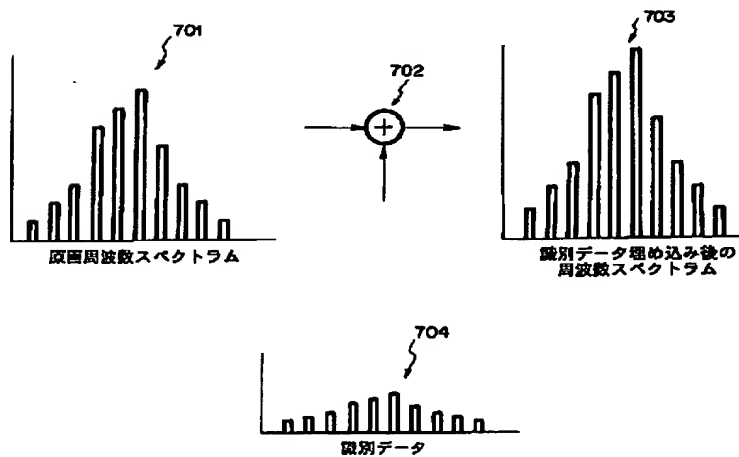 701
702
703
原画周波数スペクトラム
識別データ埋め込み後の
周波数スペクトラム
704
識別データ